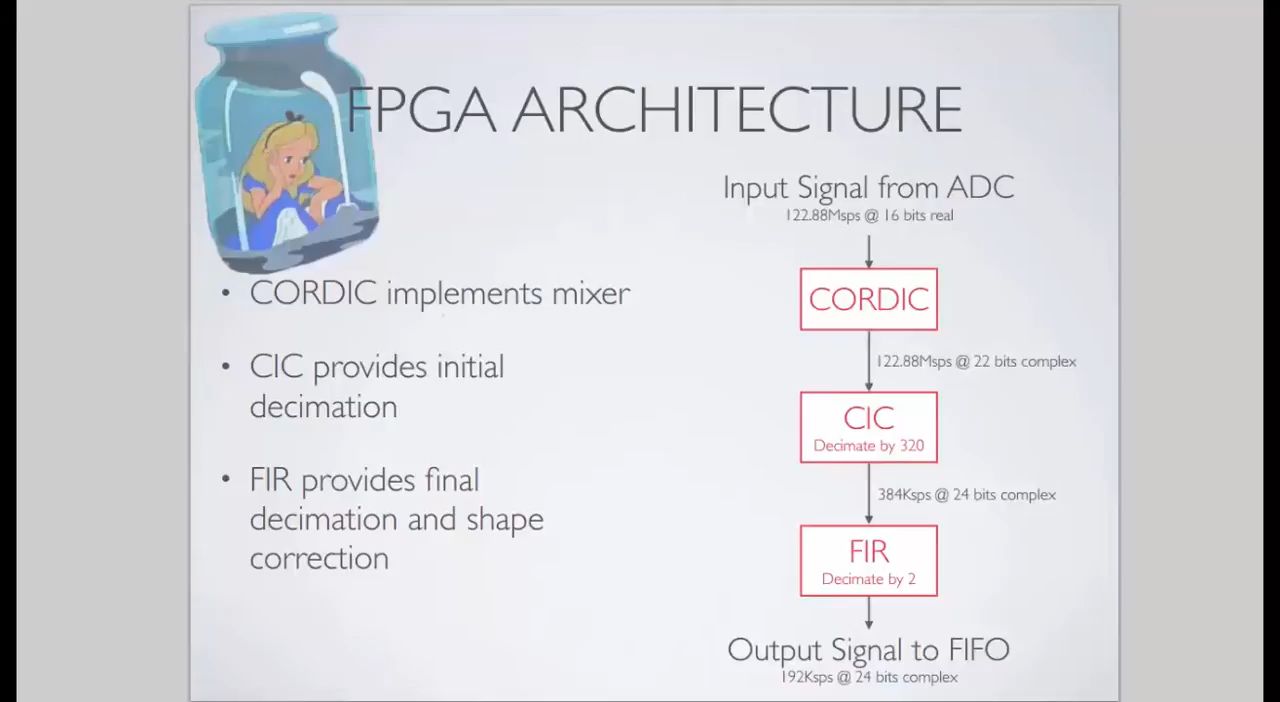 FPGA ARCHITECTURE
• CORDIC implements mixer
• CIC provides initial
decimation
• FIR provides final
decimation and shape
correction
Input Signal from ADC
122.88Msps @ 16 bits real
CORDIC
122.88Msps @ 22 bits complex
CIC
Decimate by 320
384Ksps @ 24 bits complex
FIR
Decimate by 2
Output Signal to FIFO
192Ksps @ 24 bits complex